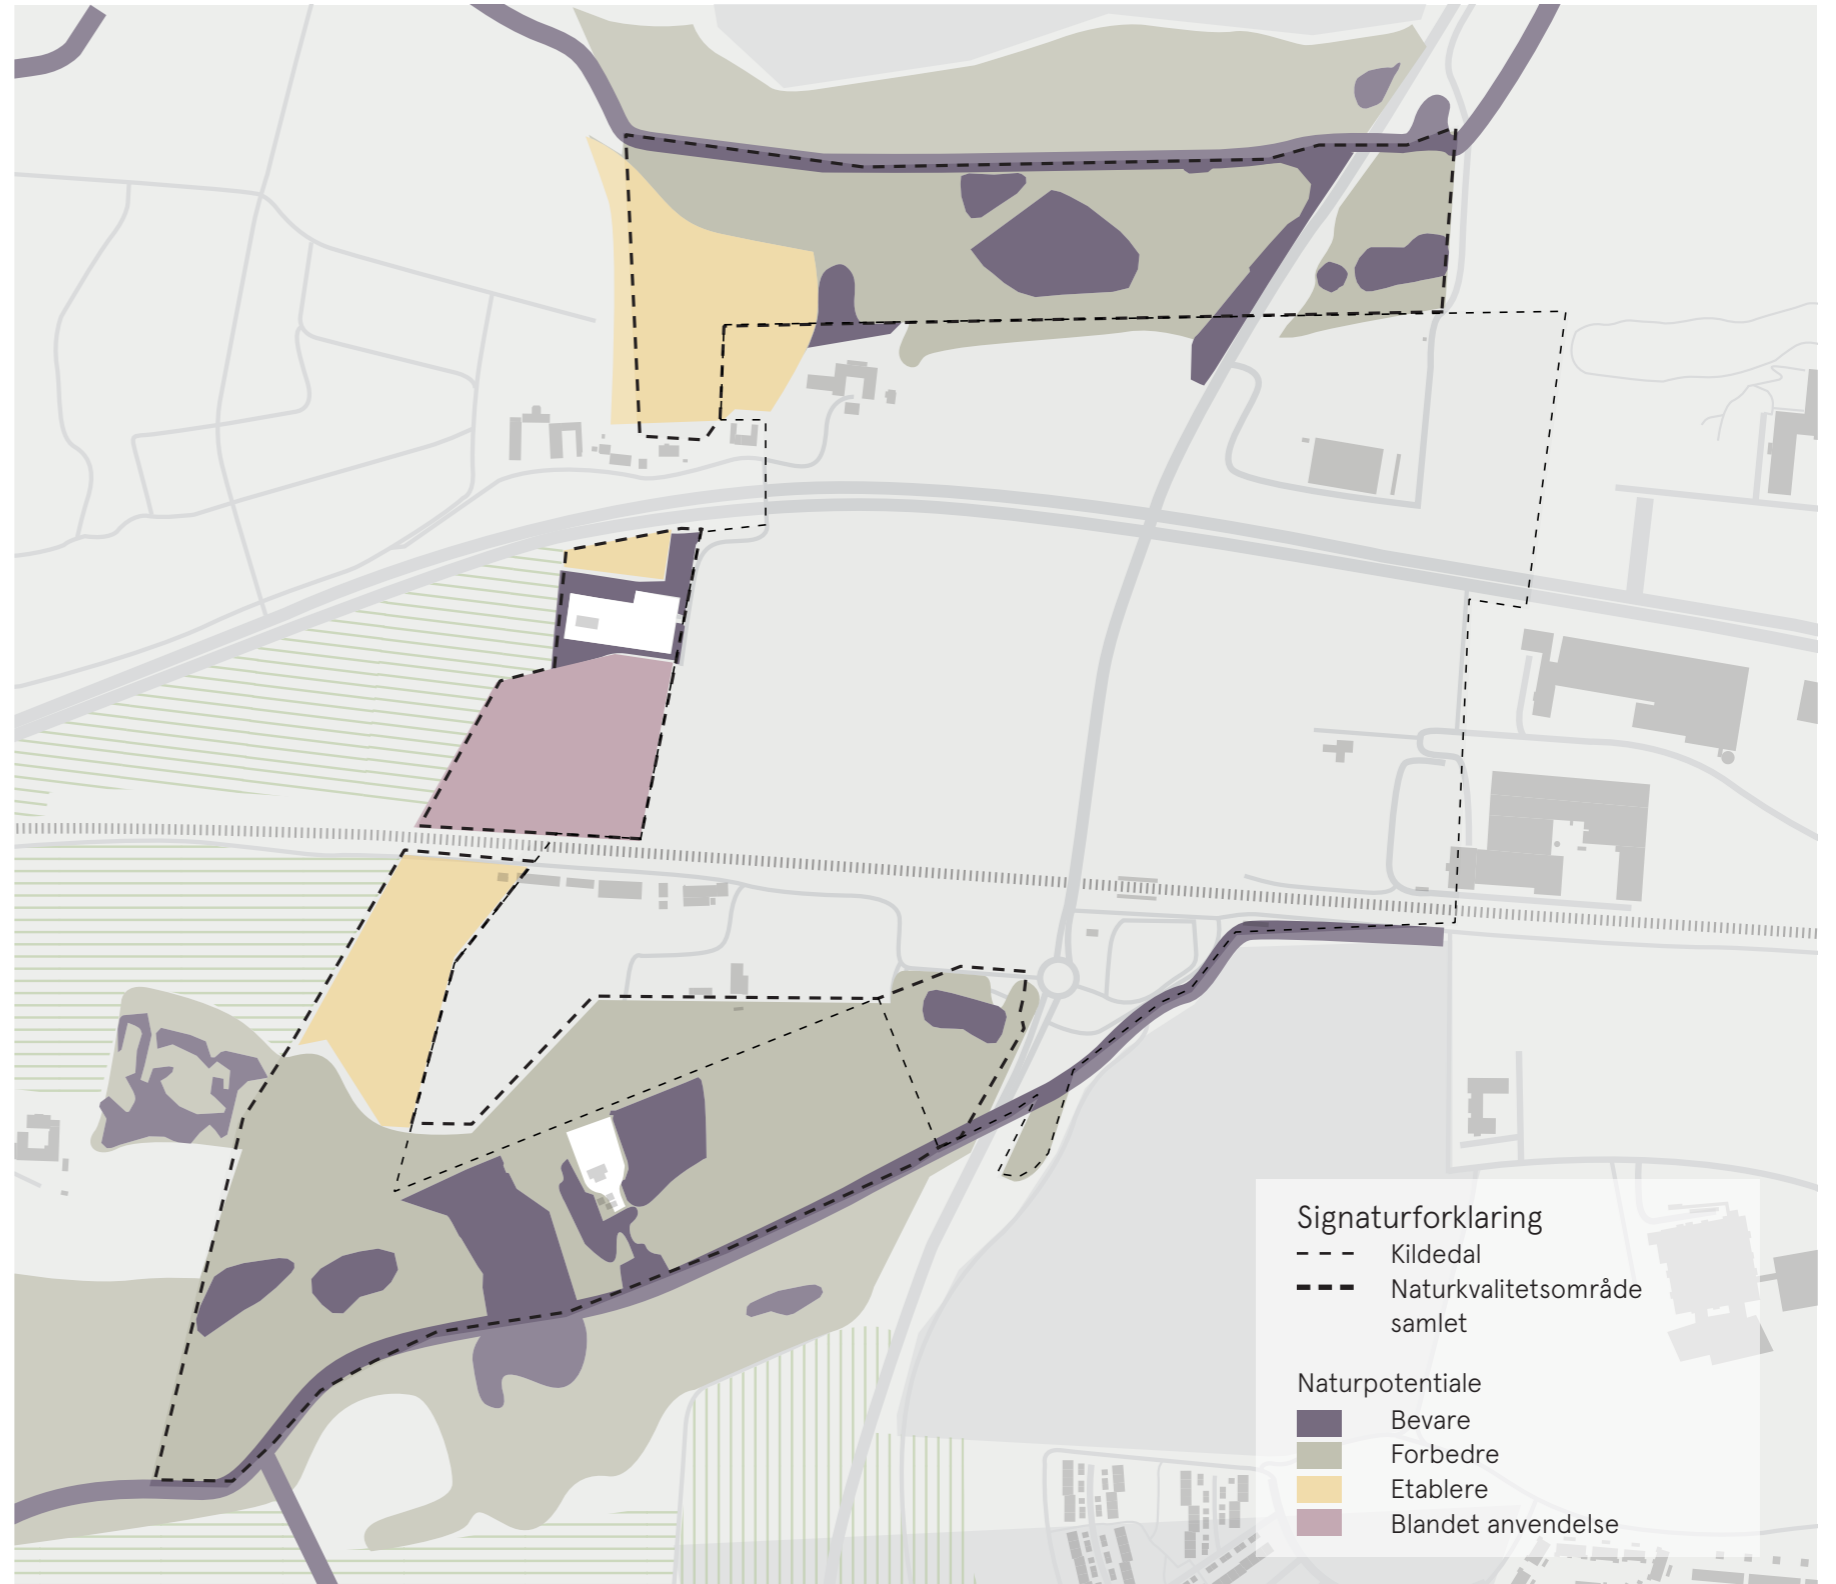 Signaturforklaring
Kildedal
Naturkvalitetsområde
samlet
Naturpotentiale
Bevare
Forbedre
Etablere
Blandet anvendelse